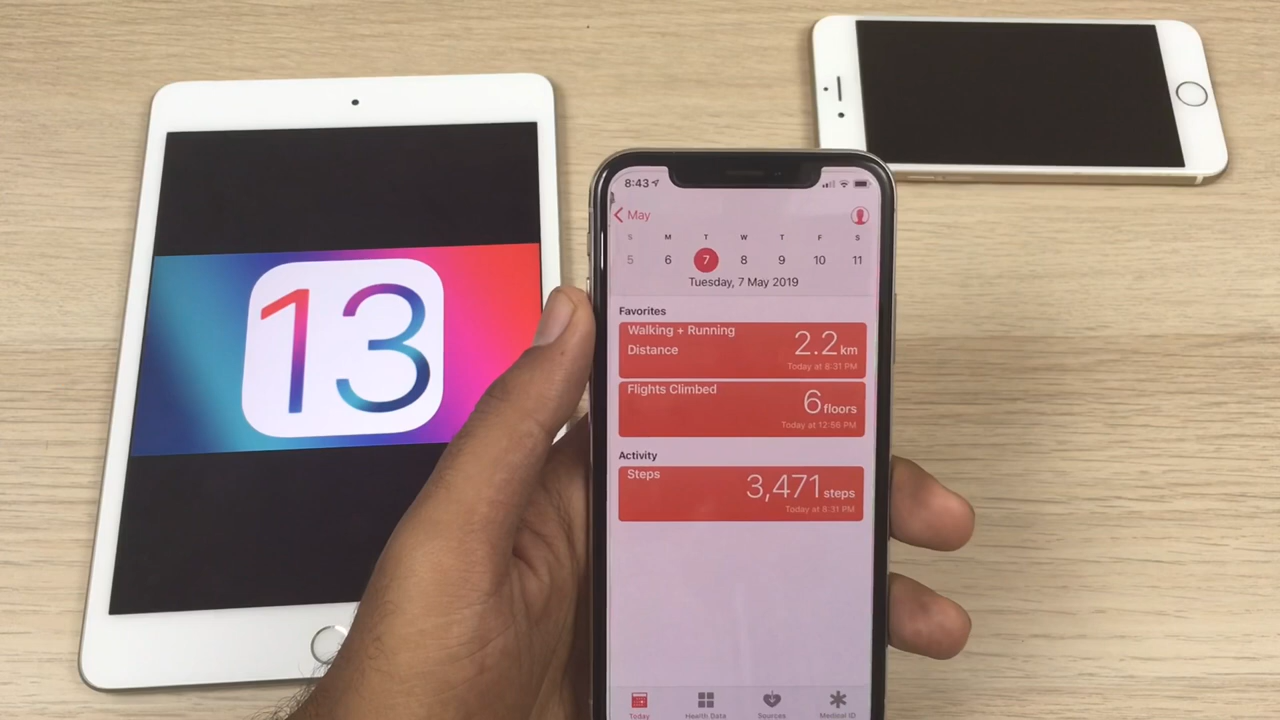 13
8:43
May
S M T W T F S
5 6 7 8 9 10 11
Tuesday, 7 May 2019
Favorites
Walking + Running
Distance
2.2 km
Today at 8:31 PM
Flights Climbed
6 floors
Today at 12:56 PM
Activity
Steps
3,471 steps
Today at 8:31 PM
Today Health Data Sources Medical ID